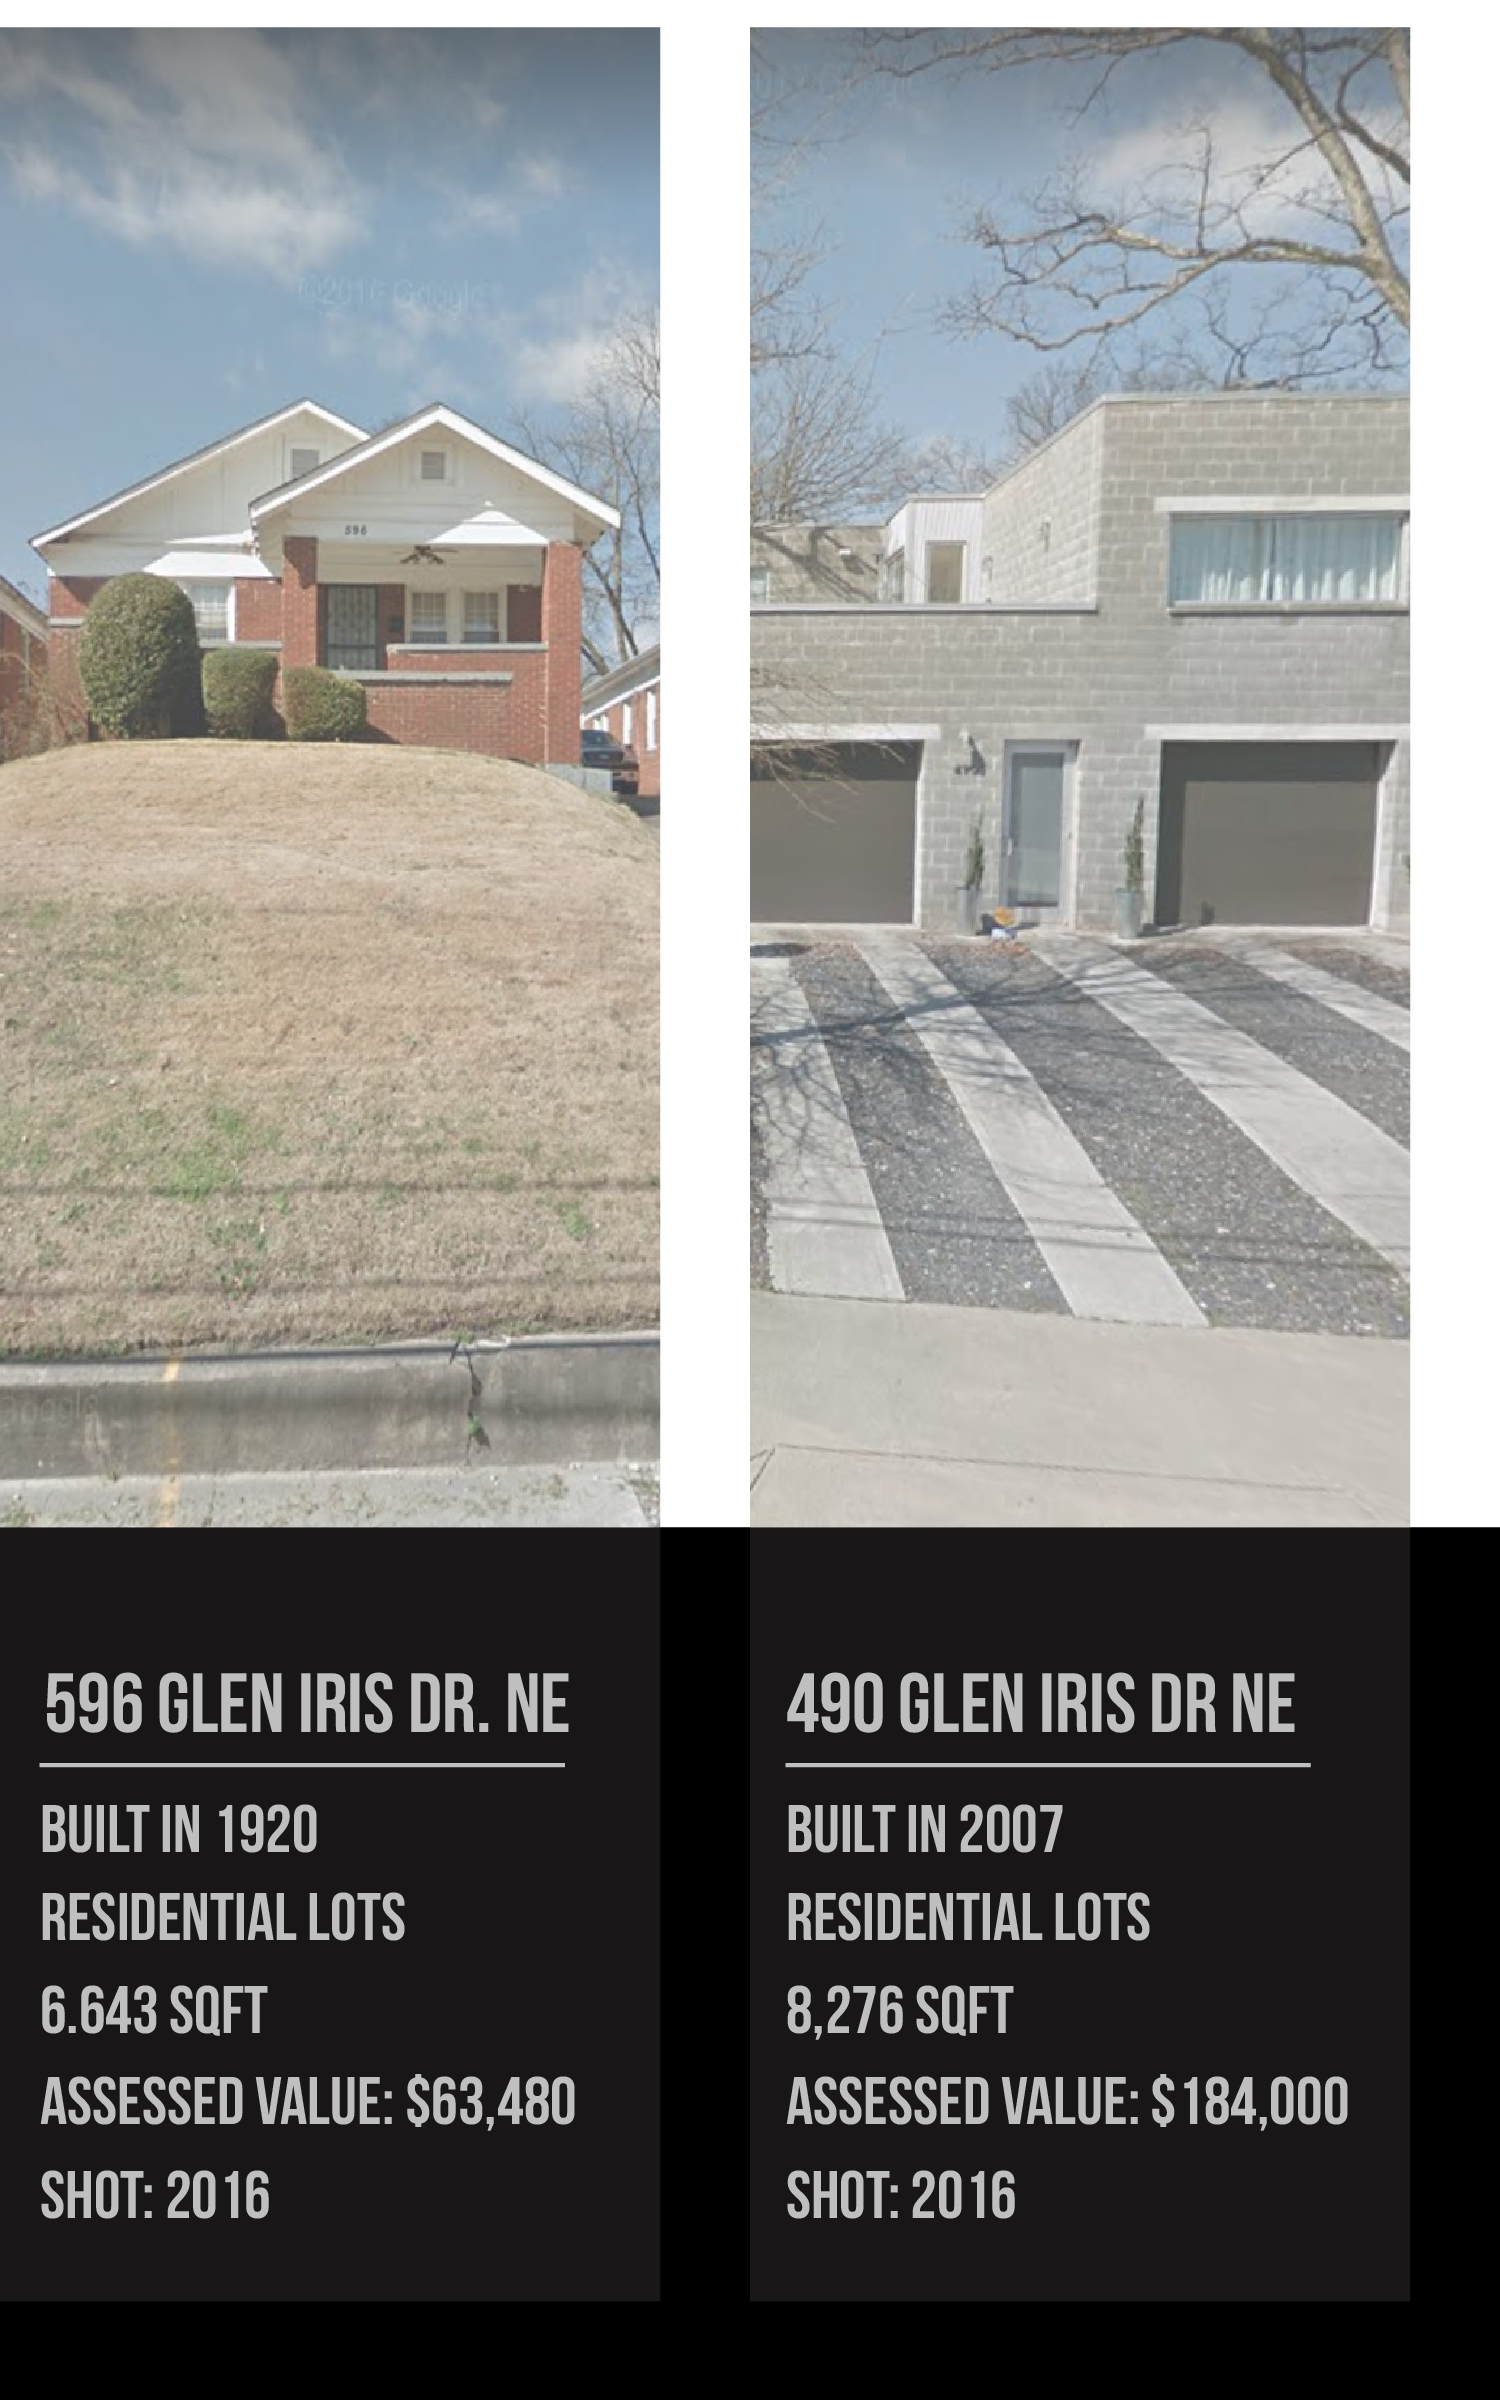 ©2016 Google
596
Google
596 GLEN IRIS DR. NE
BUILT IN 1920
RESIDENTIAL LOTS
6.643 SQFT
ASSESSED VALUE: $63,480
SHOT: 2016
490 GLEN IRIS DR NE
BUILT IN 2007
RESIDENTIAL LOTS
8,276 SQFT
ASSESSED VALUE: $184,000
SHOT: 2016